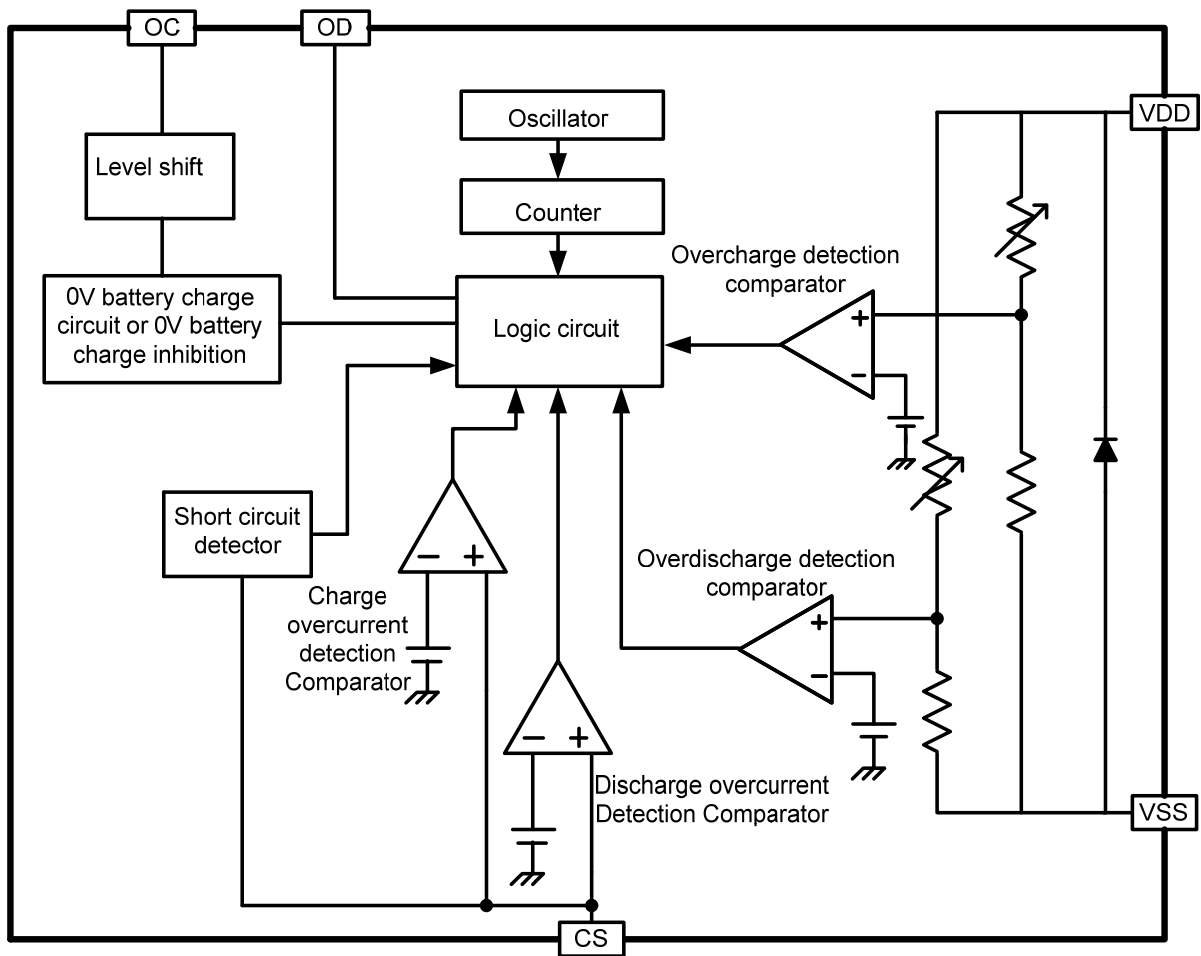 OC
OD
Oscillator
VDD
Level shift
Counter
Overcharge detection
comparator
0V battery charge
circuit or 0V battery
charge inhibition
Logic circuit
+
−
Short circuit
detector
− +
Overdischarge detection
comparator
Charge
overcurrent
detection
Comparator
+
−
− +
Discharge overcurrent
Detection Comparator
VSS
CS